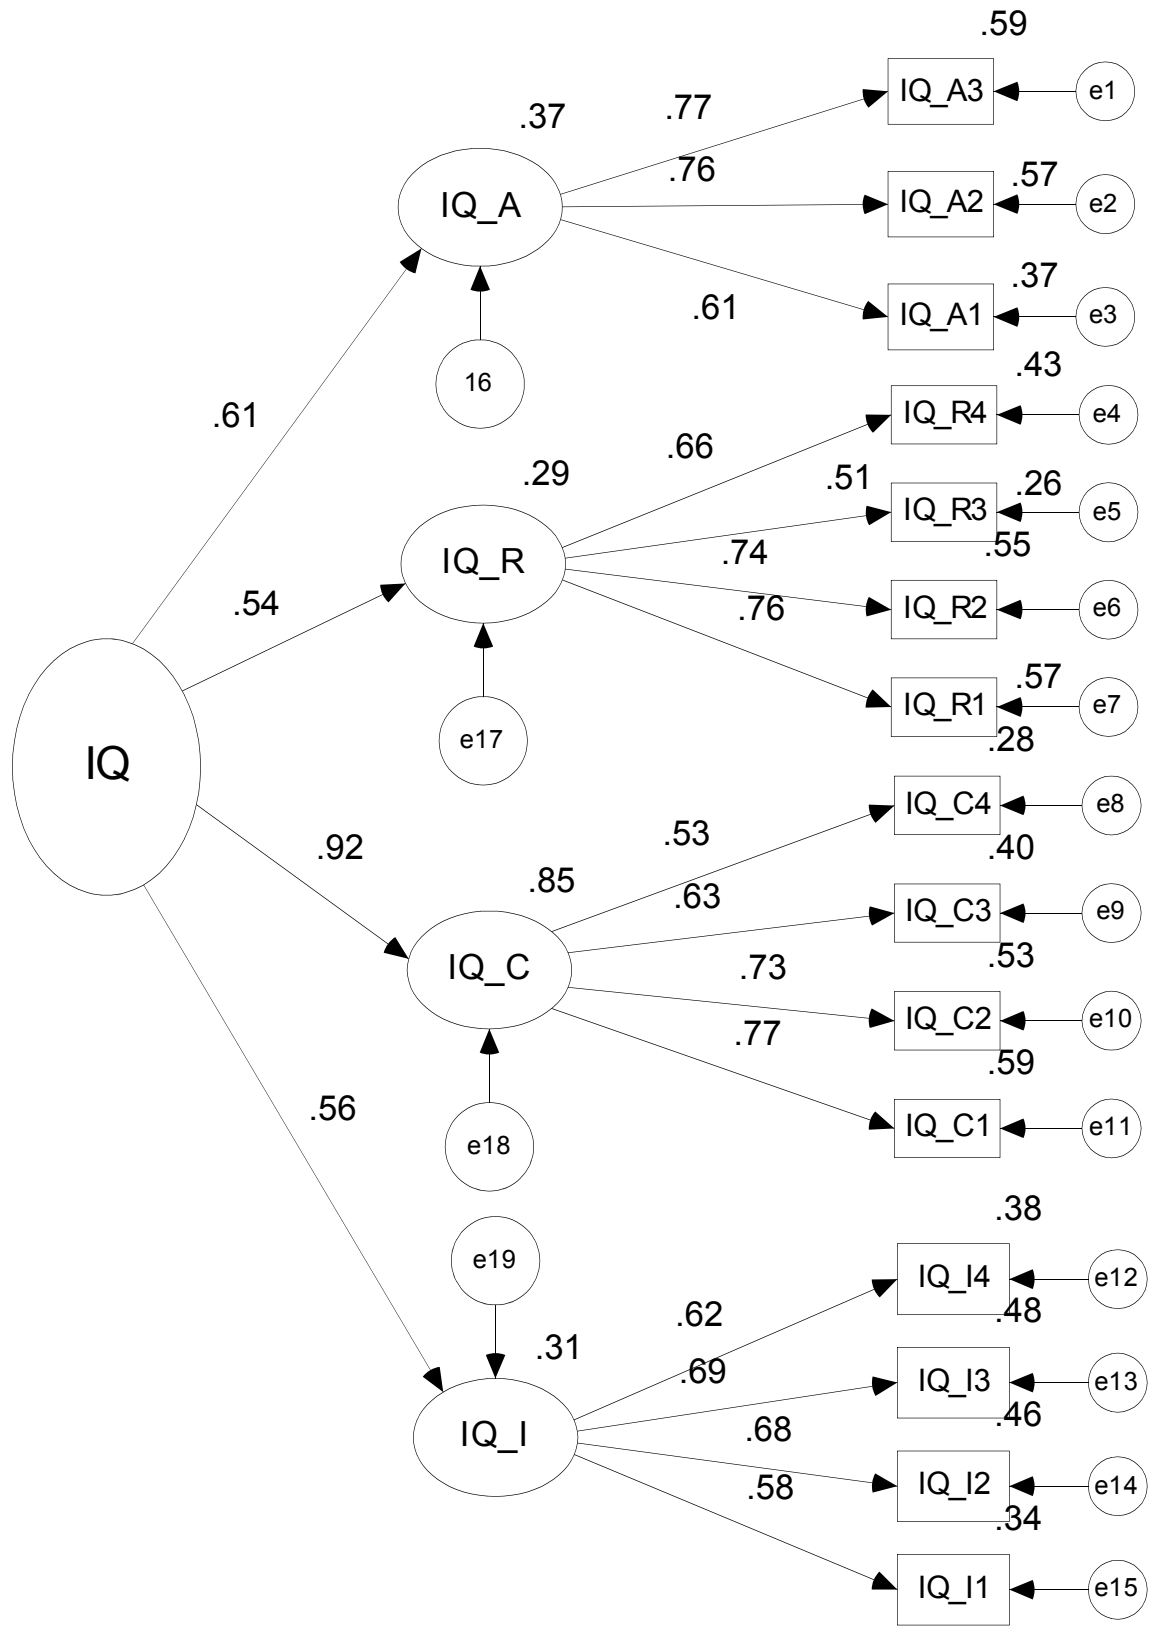 .59
IQ_A3
e1
.77
.37
.76
IQ_A
.57
IQ_A2
e2
.61
.37
IQ_A1
e3
16
.43
IQ_R4
e4
.61
.66
.29
.51
.26
IQ_R3
e5
.55
IQ_R
.74
.54
.76
IQ_R2
e6
.57
IQ_R1
e7
.28
e17
IQ
IQ_C4
e8
.92
.53
.40
.85
.63
IQ_C3
e9
.53
IQ_C
.73
IQ_C2
e10
.77
.59
.56
IQ_C1
e11
e18
.38
e19
IQ_I4
e12
.62
.48
.31
.69
IQ_I3
e13
.46
IQ_I
.68
.58
IQ_I2
e14
.34
IQ_I1
e15